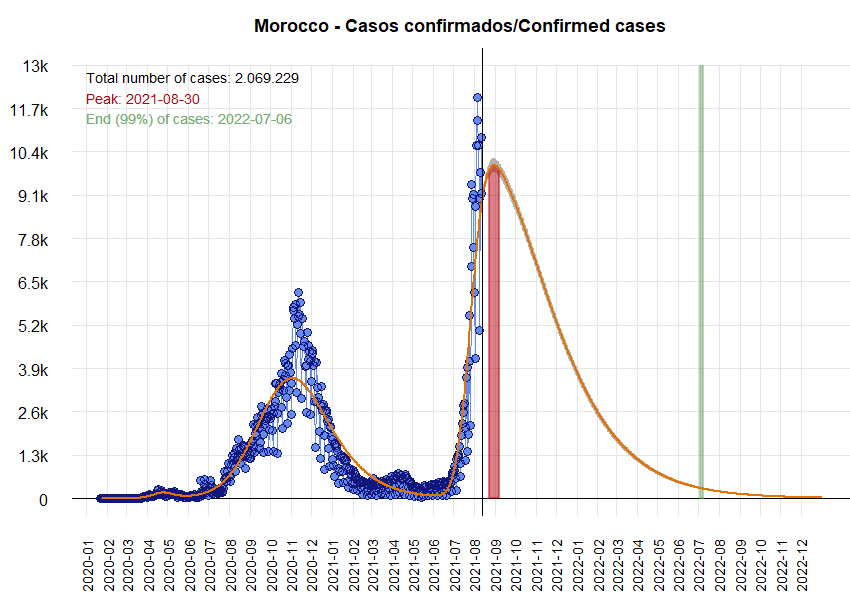 Morocco - Casos confirmados/Confirmed cases
Total number of cases: 2.069.229
Peak: 2021-08-30
End (99%) of cases: 2022-07-06
13k
11.7k
10.4k
9.1k
7.8k
6.5k
5.2k
3.9k
2.6k
1.3k
0
2020-01
2020-02
2020-03
2020-04
2020-05
2020-06
2020-07
2020-08
2020-09
2020-10
2020-11
2020-12
2021-01
2021-02
2021-03
2021-04
2021-05
2021-06
2021-07
2021-08
2021-09
2021-10
2021-11
2021-12
2022-01
2022-02
2022-03
2022-04
2022-05
2022-06
2022-07
2022-08
2022-09
2022-10
2022-11
2022-12